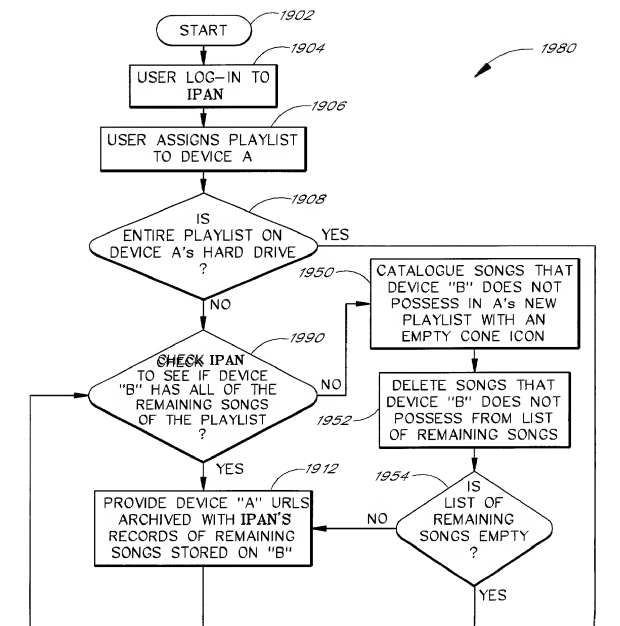 1902
START
1904
1980
USER LOG-IN TO
IPAN
1906
USER ASSIGNS PLAYLIST
TO DEVICE A
1908
IS
ENTIRE PLAYLIST ON
DEVICE A's HARD DRIVE
?
YES
NO
1950
CATALOGUE SONGS THAT
DEVICE "B" DOES NOT
POSSESS IN A's NEW
PLAYLIST WITH AN
EMPTY CONE ICON
1990
CHECK IPAN
TO SEE IF DEVICE
"B" HAS ALL OF THE
REMAINING SONGS
OF THE PLAYLIST
?
NO
YES
1952
DELETE SONGS THAT
DEVICE "B" DOES NOT
POSSESS FROM LIST
OF REMAINING SONGS
1912
PROVIDE DEVICE "A" URLS
ARCHIVED WITH IPAN'S
RECORDS OF REMAINING
SONGS STORED ON "B"
1954
IS
LIST OF
REMAINING
SONGS EMPTY
?
NO
YES